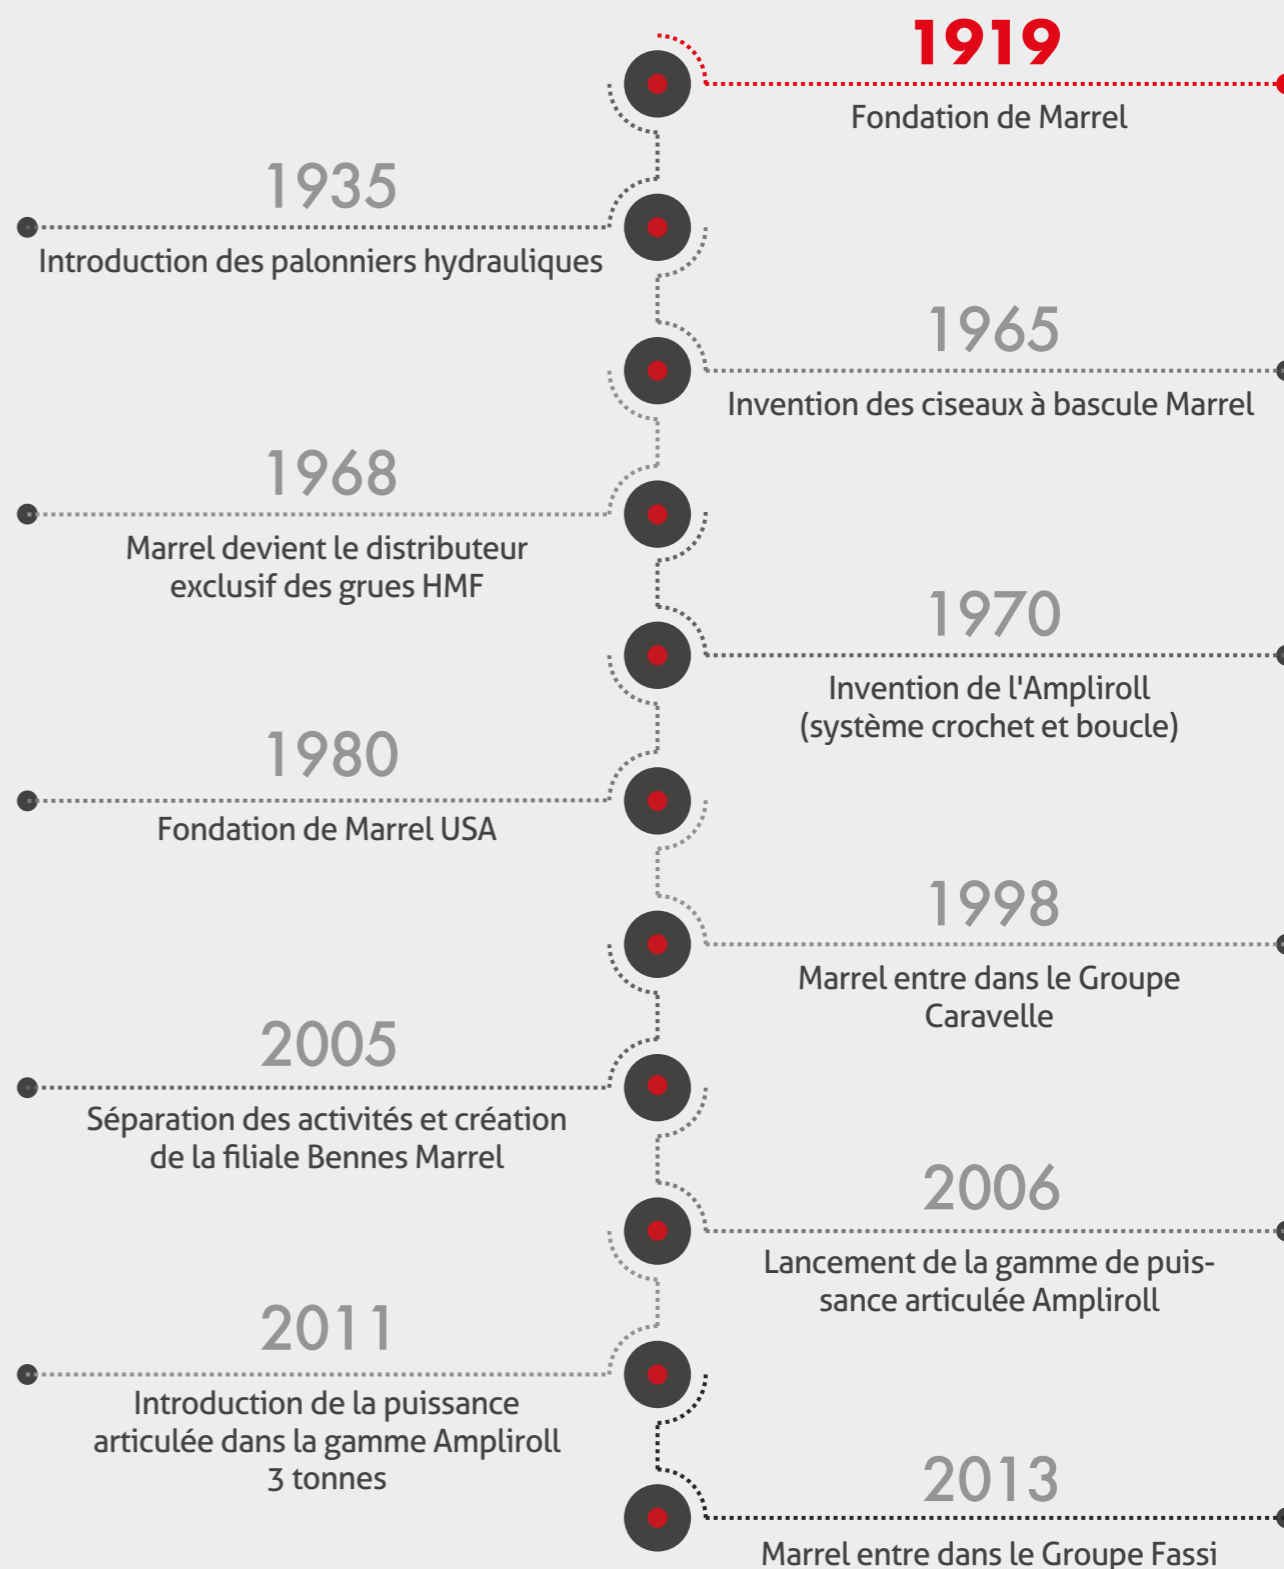 1919
Fondation de Marrel
1935
Introduction des palonniers hydrauliques
1965
Invention des ciseaux à bascule Marrel
1968
Marrel devient le distributeur
exclusif des grues HMF
1970
Invention de l'Ampliroll
(système crochet et boucle)
1980
Fondation de Marrel USA
1998
Marrel entre dans le Groupe
Caravelle
2005
Séparation des activités et création
de la filiale Bennes Marrel
2006
Lancement de la gamme de puis-
sance articulée Ampliroll
2011
Introduction de la puissance
articulée dans la gamme Ampliroll
3 tonnes
2013
Marrel entre dans le Groupe Fassi